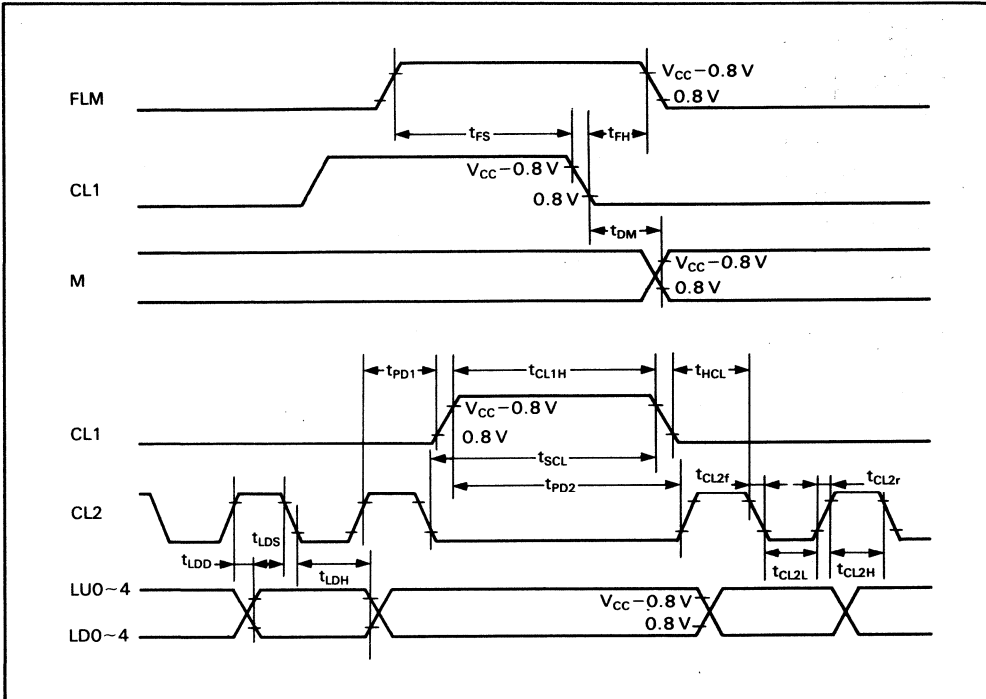 FLM
V_CC−0.8 V
0.8 V
t_FS
t_FH
CL1
V_CC−0.8 V
0.8 V
t_DM
M
V_CC−0.8 V
0.8 V
t_PD1
t_CL1H
t_HCL
CL1
V_CC−0.8 V
0.8 V
t_SCL
t_PD2
t_CL2f
t_CL2r
CL2
t_LDD
t_LDS
t_LDH
t_CL2L
t_CL2H
LU0~4
V_CC−0.8 V
LD0~4
0.8 V